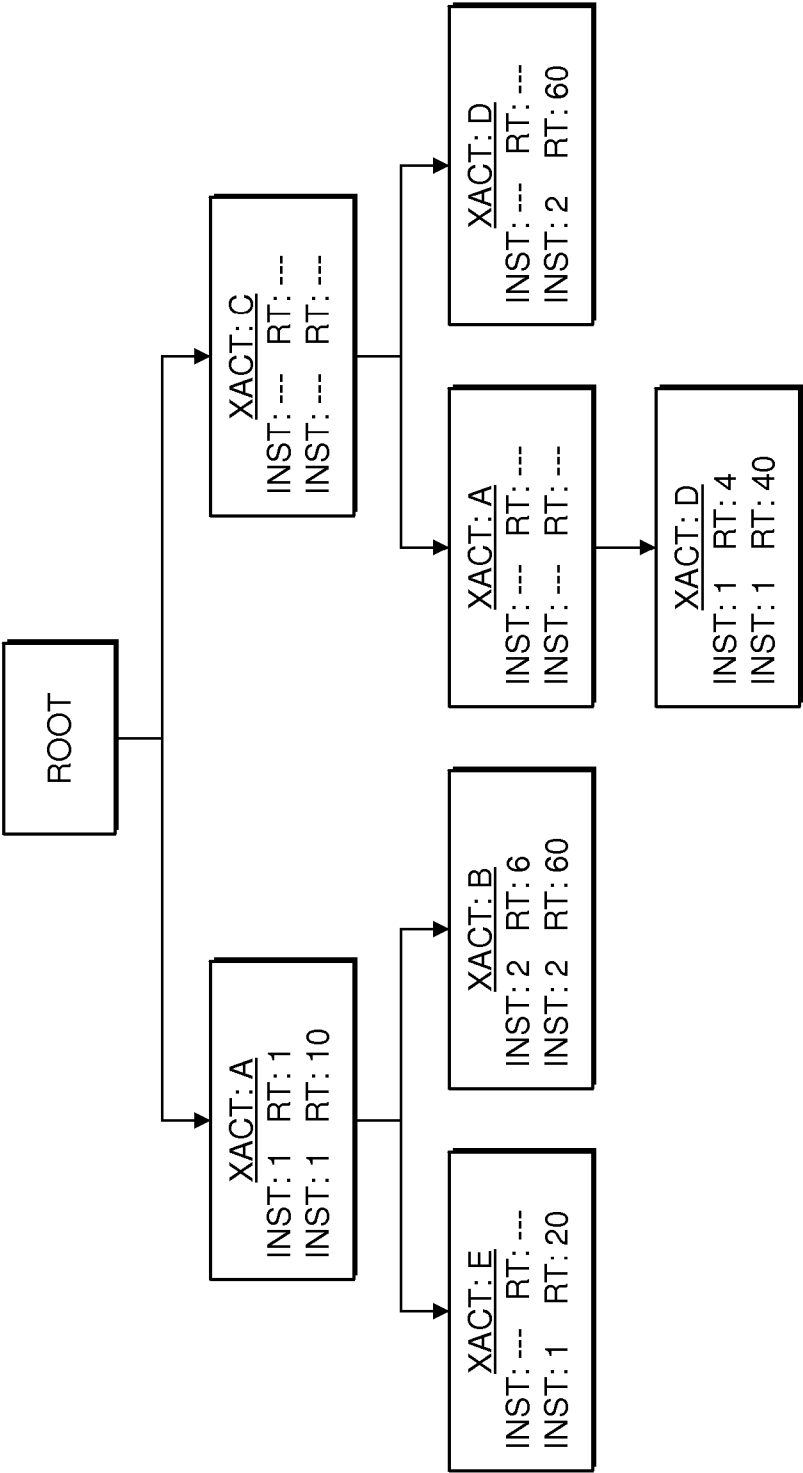 ROOT
XACT: A
INST: 1 RT: 1
INST: 1 RT: 10
XACT: C
INST: --- RT: ---
INST: --- RT: ---
XACT: E
INST: --- RT: ---
INST: 1 RT: 20
XACT: B
INST: 2 RT: 6
INST: 2 RT: 60
XACT: A
INST: --- RT: ---
INST: --- RT: ---
XACT: D
INST: --- RT: ---
INST: 2 RT: 60
XACT: D
INST: 1 RT: 4
INST: 1 RT: 40